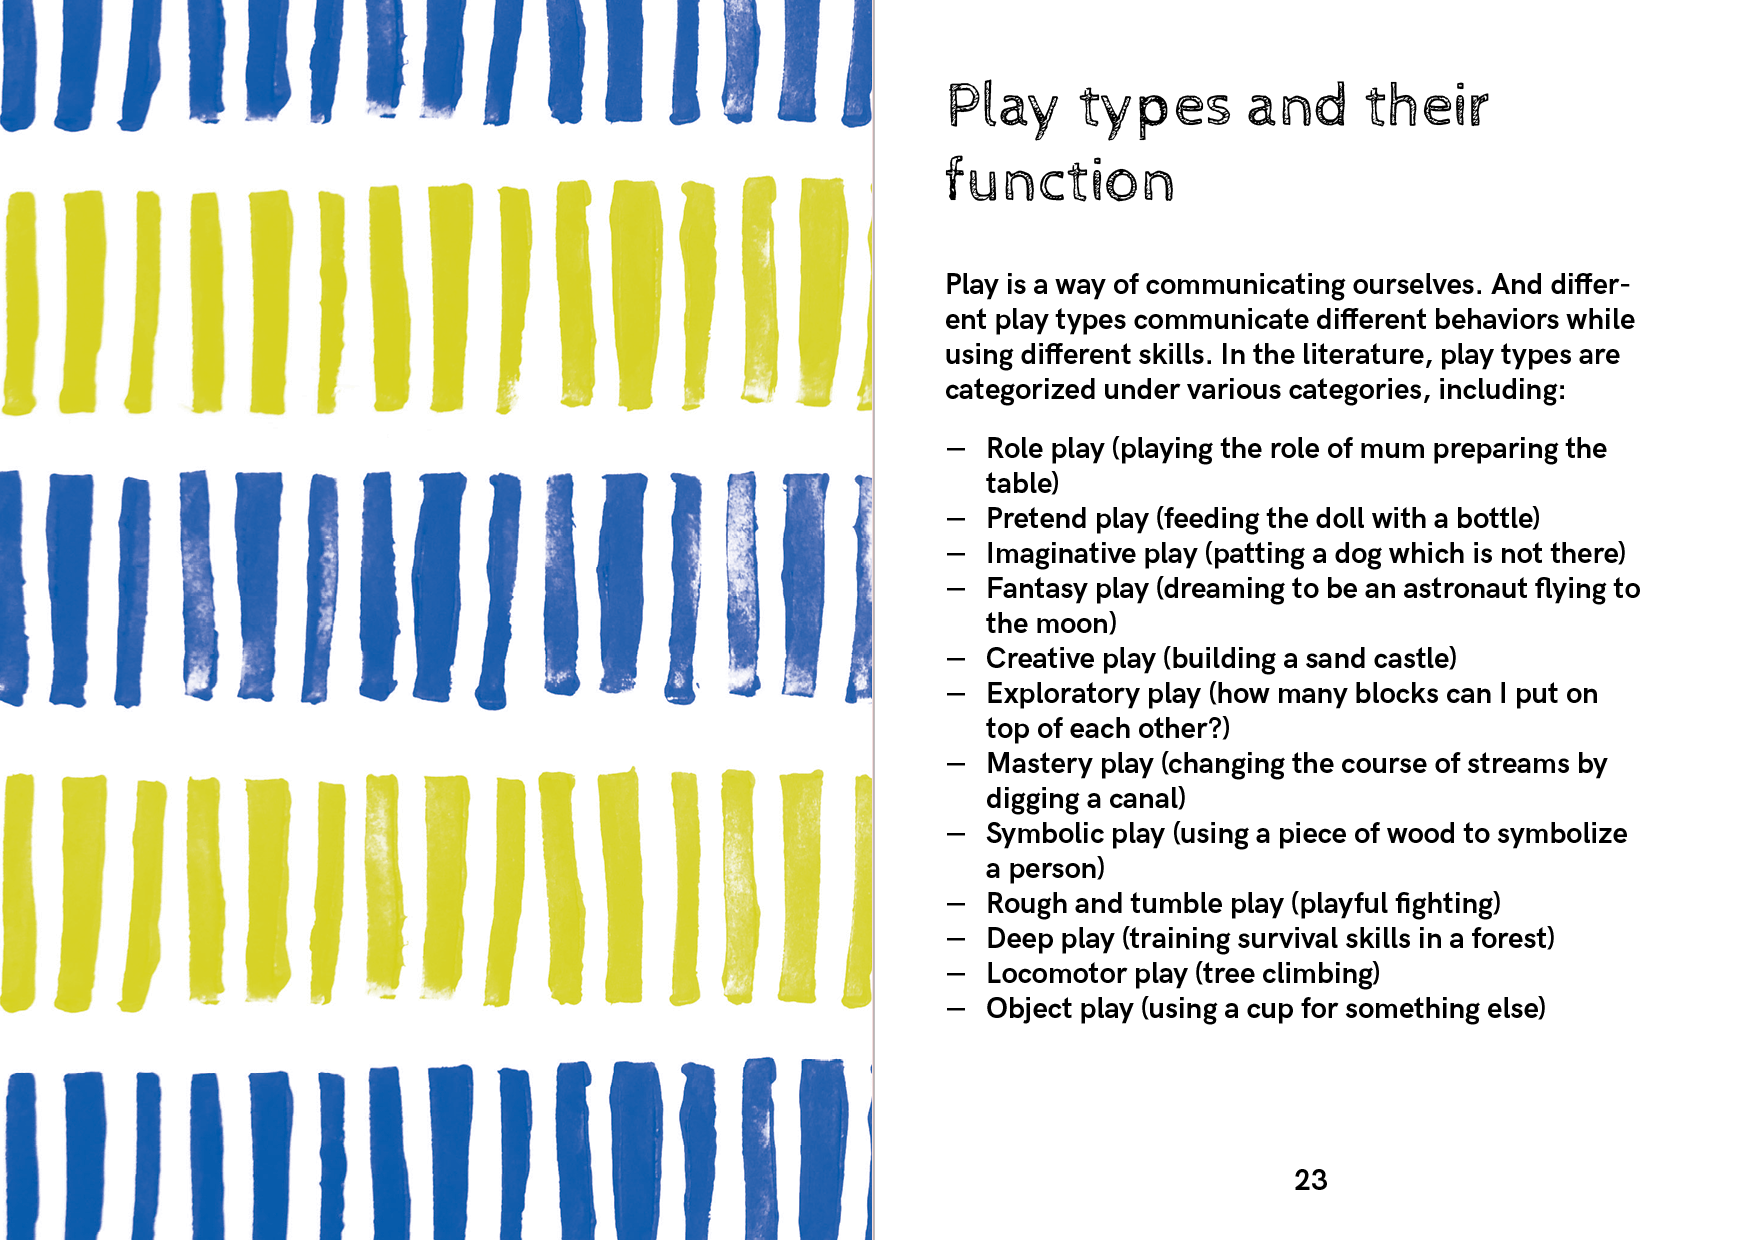 Play types and their
function
Play is a way of communicating ourselves. And differ-
ent play types communicate different behaviors while
using different skills. In the literature, play types are
categorized under various categories, including:
— Role play (playing the role of mum preparing the
table)
— Pretend play (feeding the doll with a bottle)
— Imaginative play (patting a dog which is not there)
— Fantasy play (dreaming to be an astronaut flying to
the moon)
— Creative play (building a sand castle)
— Exploratory play (how many blocks can I put on
top of each other?)
— Mastery play (changing the course of streams by
digging a canal)
— Symbolic play (using a piece of wood to symbolize
a person)
— Rough and tumble play (playful fighting)
— Deep play (training survival skills in a forest)
— Locomotor play (tree climbing)
— Object play (using a cup for something else)
23